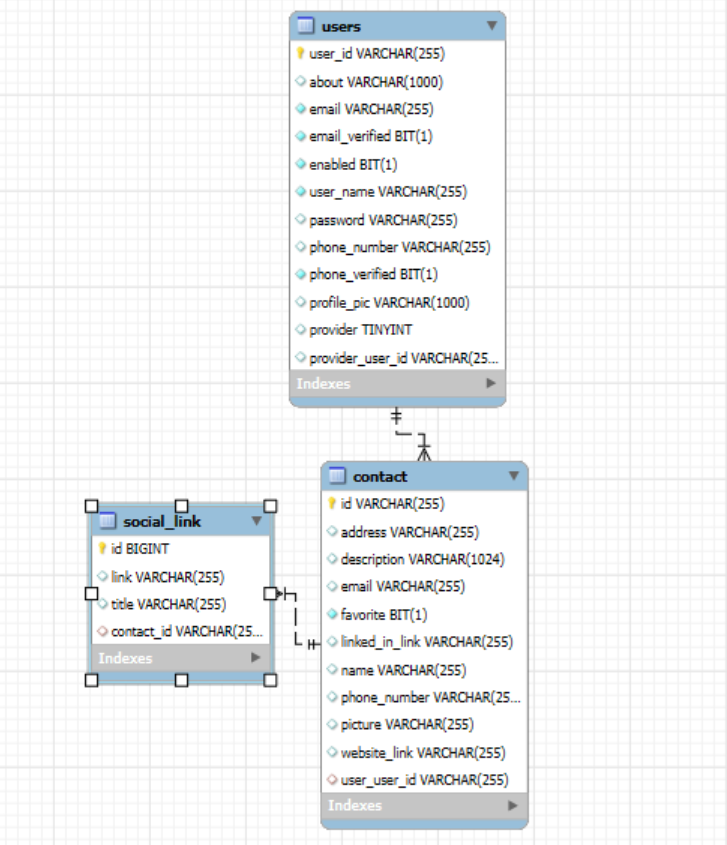 users
user_id VARCHAR(255)
about VARCHAR(1000)
email VARCHAR(255)
email_verified BIT(1)
enabled BIT(1)
user_name VARCHAR(255)
password VARCHAR(255)
phone_number VARCHAR(255)
phone_verified BIT(1)
profile_pic VARCHAR(1000)
provider TINYINT
provider_user_id VARCHAR(25...
Indexes
contact
id VARCHAR(255)
address VARCHAR(255)
description VARCHAR(1024)
email VARCHAR(255)
favorite BIT(1)
linked_in_link VARCHAR(255)
name VARCHAR(255)
phone_number VARCHAR(25...
picture VARCHAR(255)
website_link VARCHAR(255)
user_user_id VARCHAR(255)
Indexes
social_link
id BIGINT
link VARCHAR(255)
title VARCHAR(255)
contact_id VARCHAR(25...
Indexes